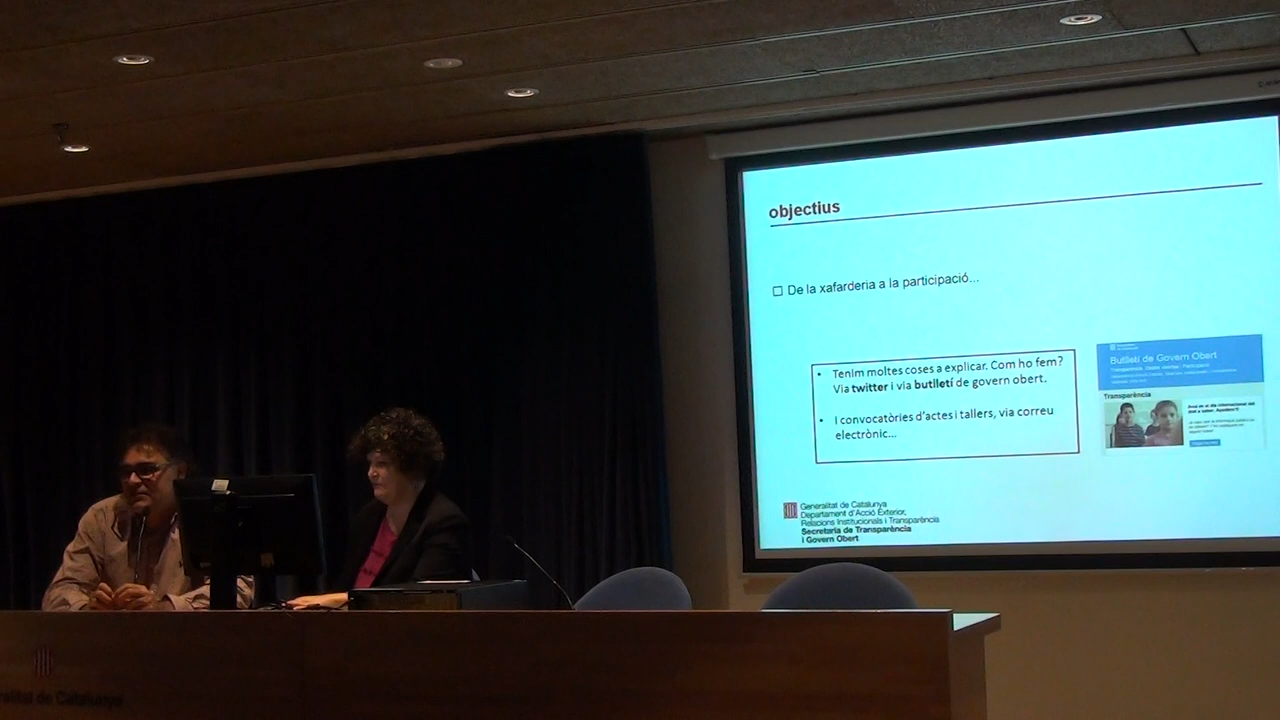 objectius
De la xafarderia a la participació...
• Tenim moltes coses a explicar. Com ho fem?
Via twitter i via butlletí de govern obert.
• I convocatòries d'actes i tallers, via correu
electrònic...
Butlletí de Govern Obert
Transparència
Generalitat de Catalunya
Departament d'Acció Exterior,
Relacions Institucionals i Transparència
Secretaria de Transparència
i Govern Obert
de Catalunya